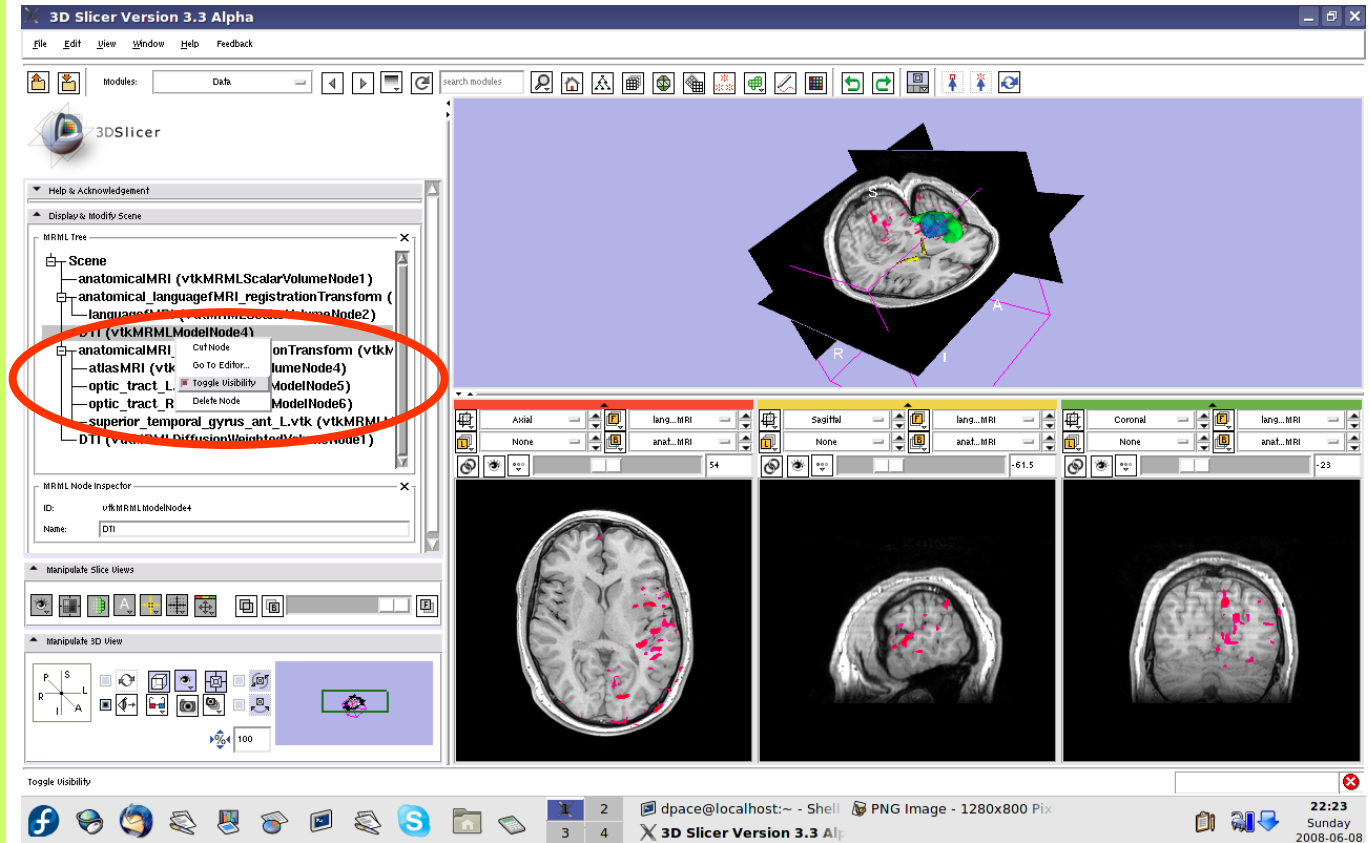 3D Slicer Version 3.3 Alpha
File Edit View Window Help Feedback
Modules: Data search modules
3DSlicer
Help & Acknowledgement
Display & Modify Scene
MRML Tree
Scene
anatomicalMRI (vtkMRMLScalarVolumeNode1)
anatomical_languagefMRI_registrationTransform (
languagefMRI (vtkMRMLScalarVolumeNode2)
DTI (vtkMRMLModelNode4)
anatomicalMRI_ onTransform (vtkM
atlasMRI (vtk lumeNode4)
optic_tract_L. ModelNode5)
optic_tract_R ModelNode6)
superior_temporal_gyrus_ant_L.vtk (vtkMRMLM
DTI (vtkMRMLDiffusionWeightedVolumeNode1)
Cut Node
Go To Editor...
Toggle Visibility
Delete Node
MRML Node Inspector
ID: vtkMRMLModelNode4
Name: DTI
Manipulate Slice Views
A B F
Manipulate 3D View
P S
R L
I A
% 100
S
A
R I
Axial F lang...MRI
None B anat...MRI
54
Sagittal F lang...MRI
None B anat...MRI
-61.5
Coronal F lang...MRI
None B anat...MRI
-23
Toggle Visibility
1 2
3 4
dpace@localhost:~ - Shell
PNG Image - 1280x800 Pix
3D Slicer Version 3.3 Alp
22:23
Sunday
2008-06-08